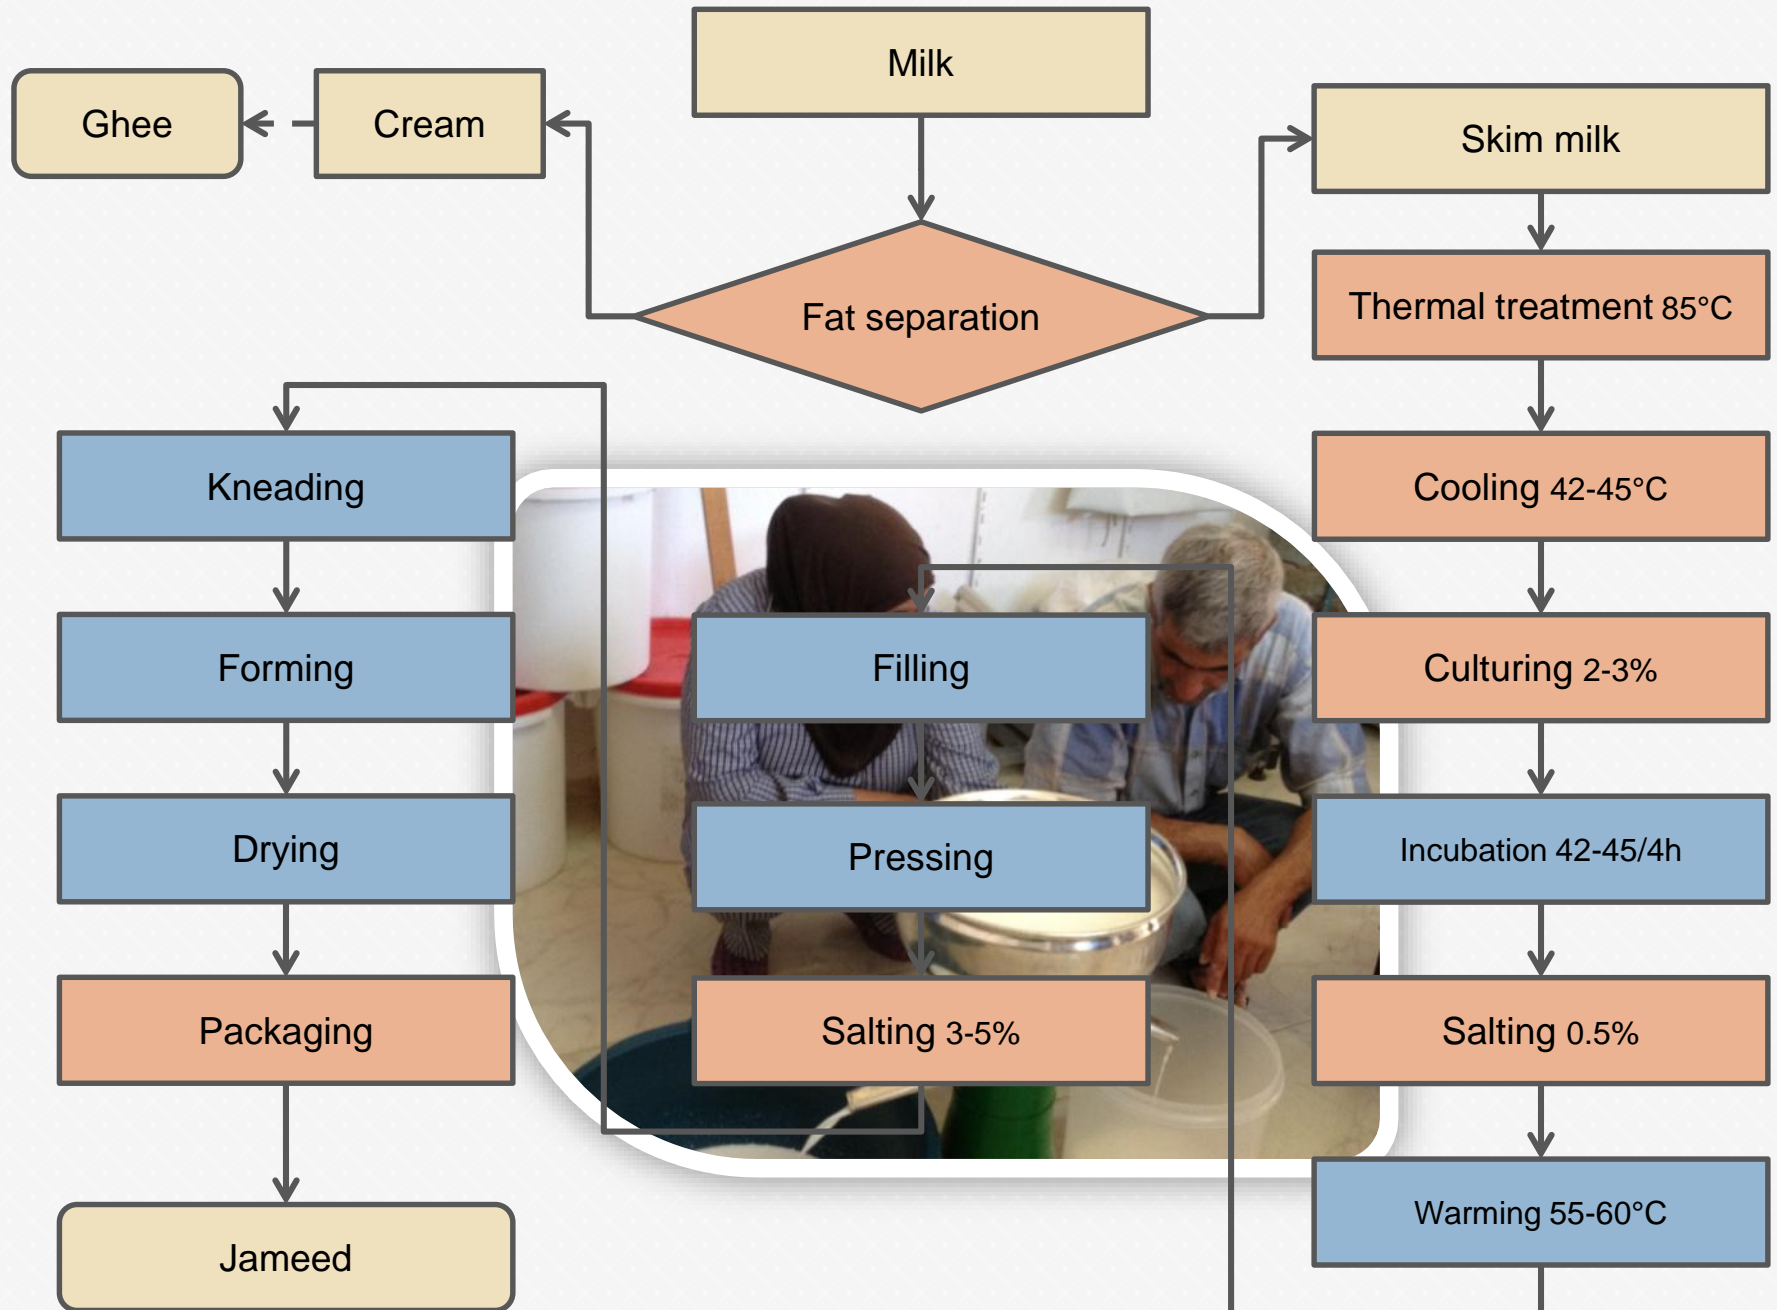 Milk
Ghee
Cream
Skim milk
Fat separation
Thermal treatment 85°C
Cooling 42-45°C
Culturing 2-3%
Incubation 42-45/4h
Salting 0.5%
Warming 55-60°C
Filling
Pressing
Salting 3-5%
Kneading
Forming
Drying
Packaging
Jameed